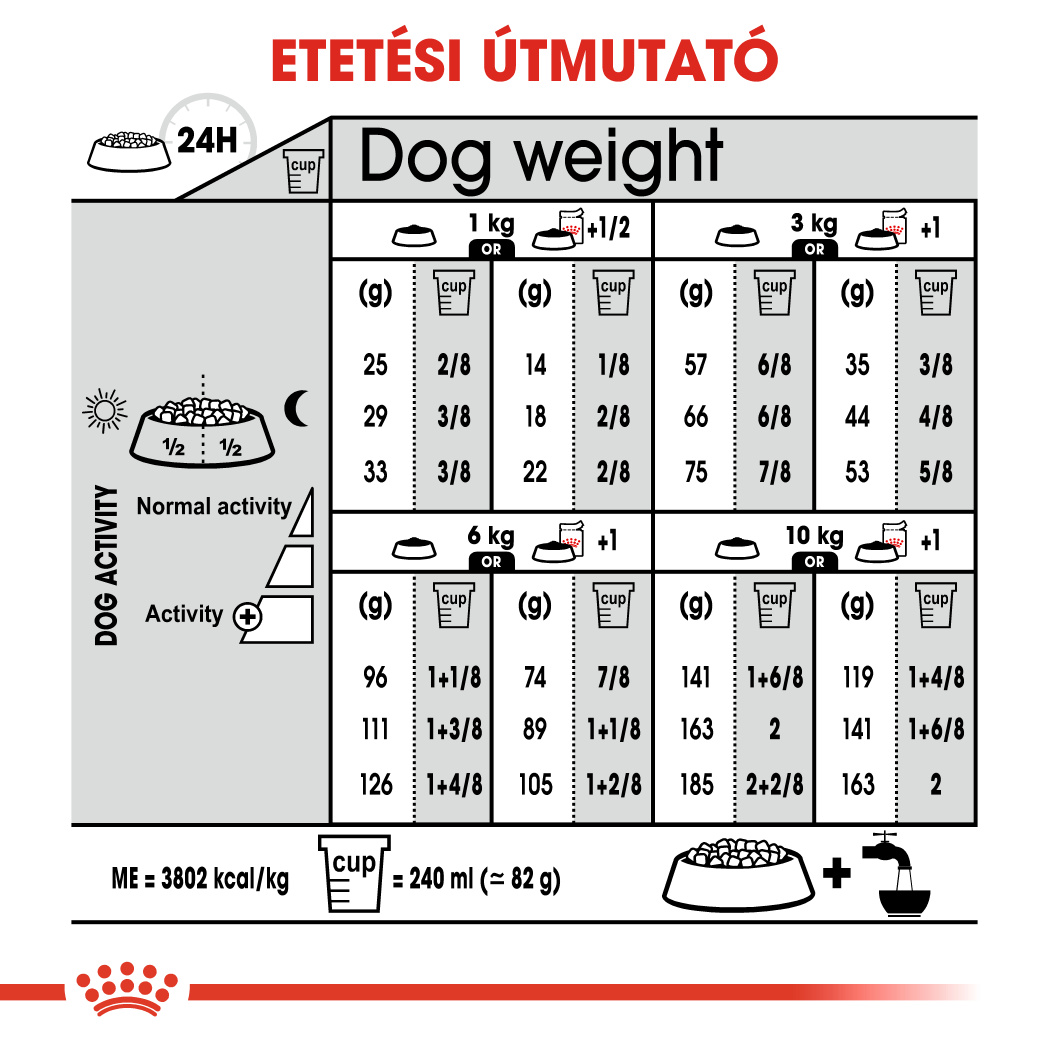 ETETÉSI ÚTMUTATÓ
24H
cup
Dog weight
1 kg +1/2 3 kg +1
OR OR
(g) cup (g) cup (g) cup (g) cup
25 2/8 14 1/8 57 6/8 35 3/8
29 3/8 18 2/8 66 6/8 44 4/8
33 3/8 22 2/8 75 7/8 53 5/8
½ ½
DOG ACTIVITY
Normal activity
Activity +
6 kg +1 10 kg +1
OR OR
(g) cup (g) cup (g) cup (g) cup
96 1+1/8 74 7/8 141 1+6/8 119 1+4/8
111 1+3/8 89 1+1/8 163 2 141 1+6/8
126 1+4/8 105 1+2/8 185 2+2/8 163 2
ME = 3802 kcal/kg cup = 240 ml (≃ 82 g) +